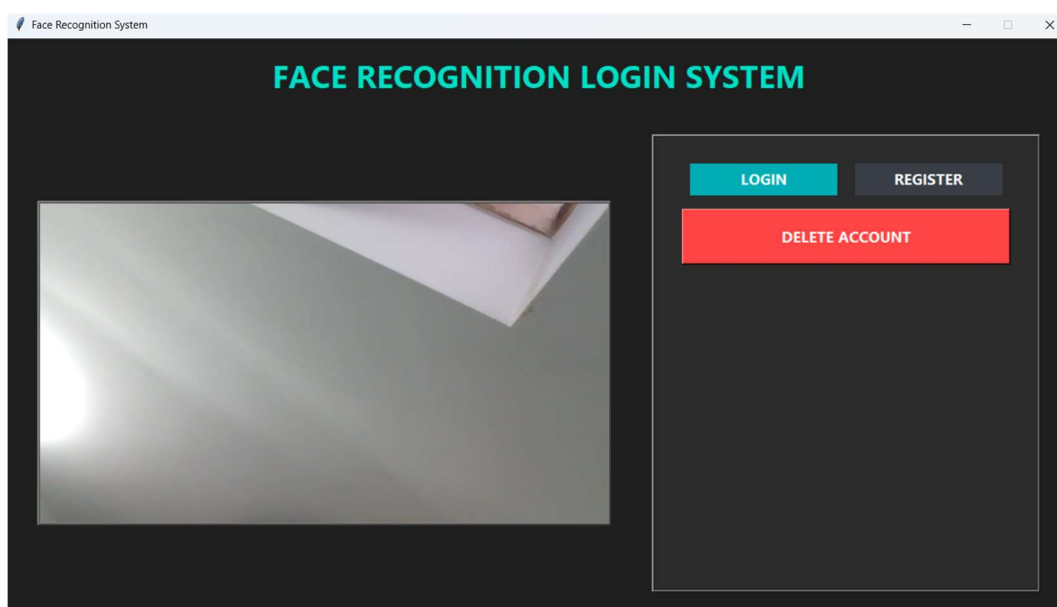 Face Recognition System
FACE RECOGNITION LOGIN SYSTEM
LOGIN
REGISTER
DELETE ACCOUNT